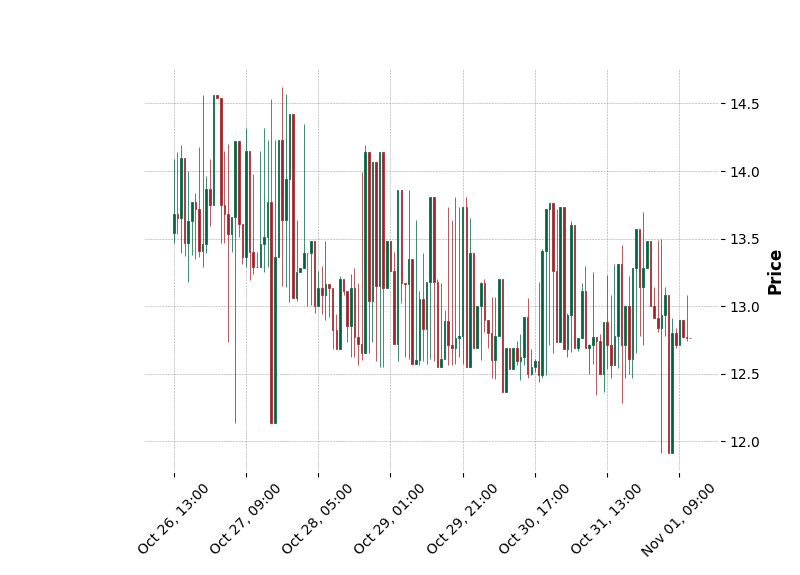 14.5
14.0
13.5
13.0
12.5
12.0
Price
Oct 26, 13:00
Oct 27, 09:00
Oct 28, 05:00
Oct 29, 01:00
Oct 29, 21:00
Oct 30, 17:00
Oct 31, 13:00
Nov 01, 09:00